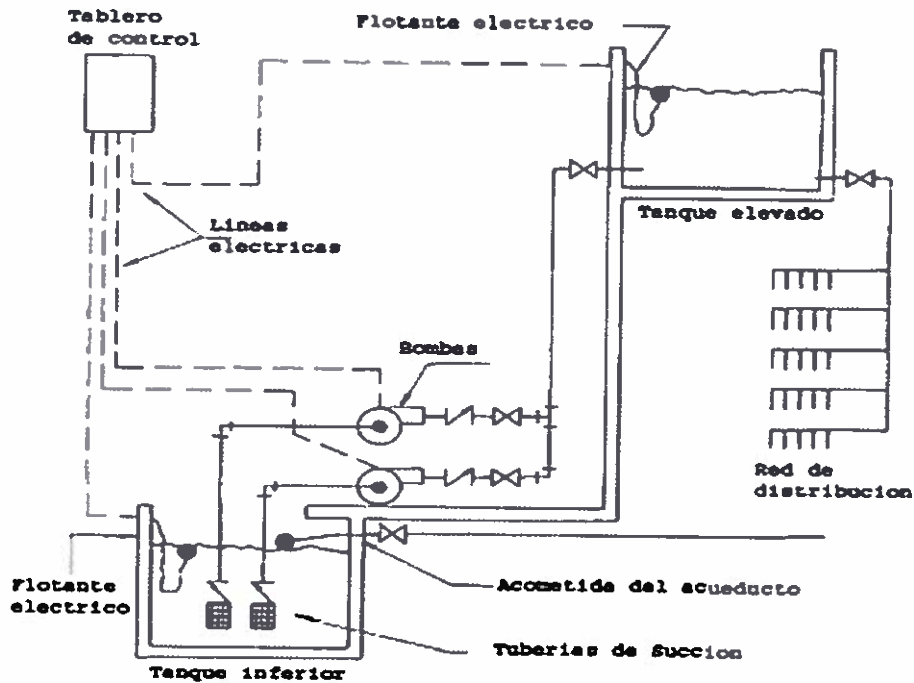 Tablero
de control
Flotante electrico
Lineas
electricas
Tanque elevado
Bombas
Red de
distribucion
Flotante
electrico
Acometida del acueducto
Tuberias de Succion
Tanque inferior